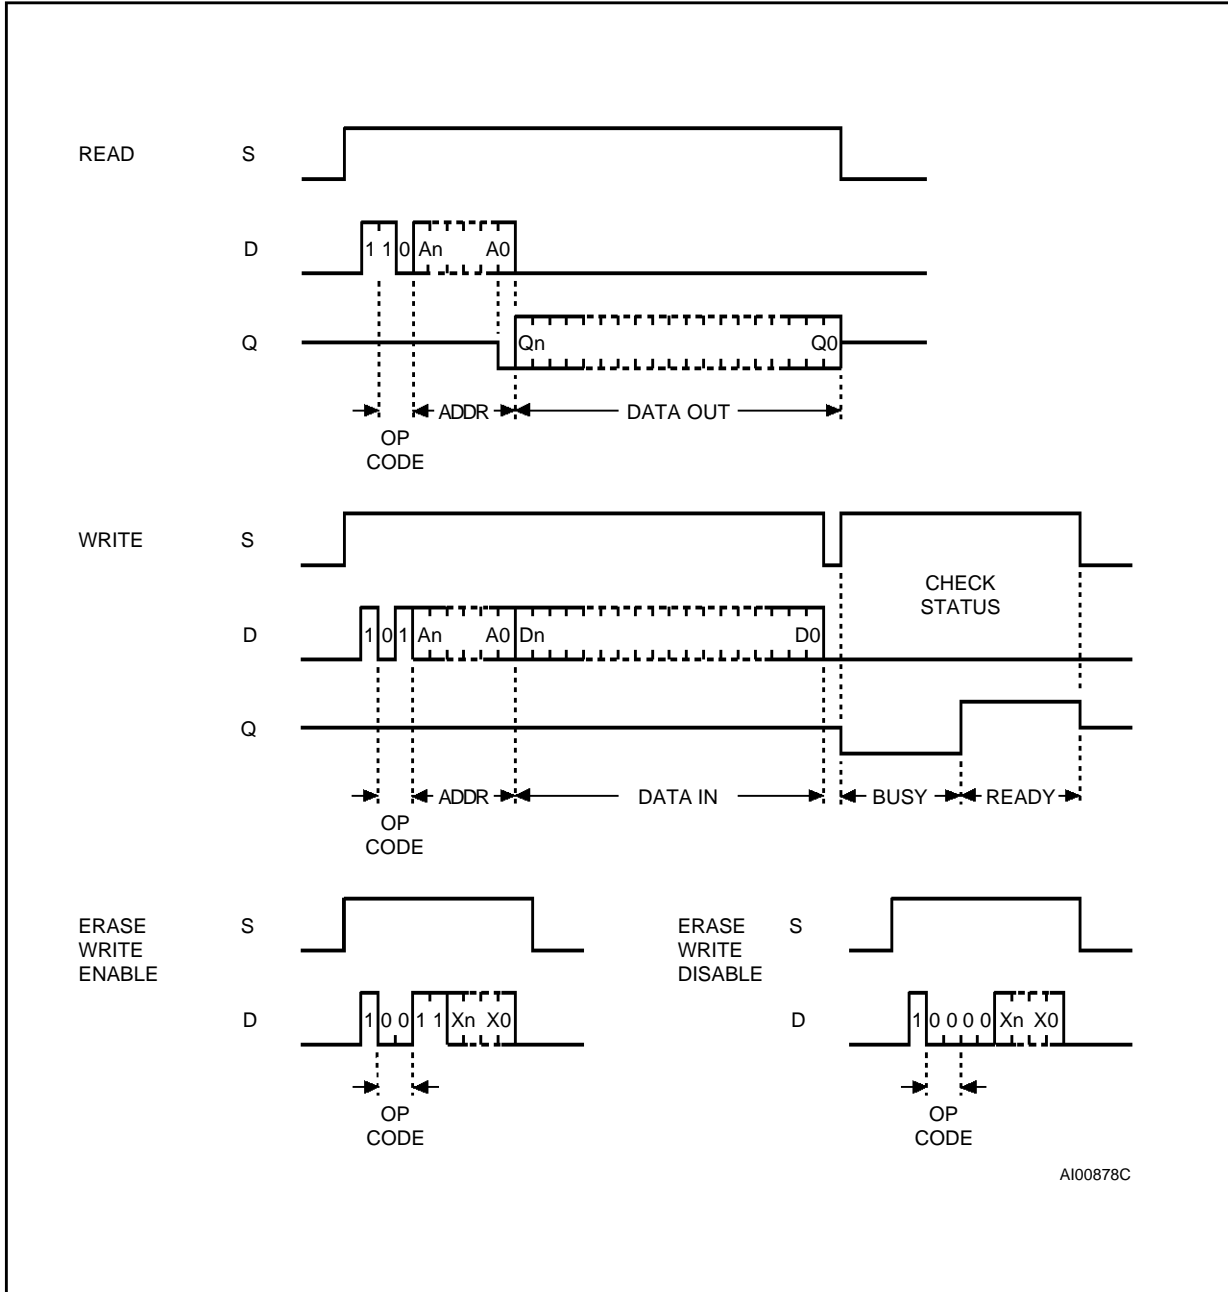 READ S
D 1 1 0 An A0
Q Qn Q0
ADDR DATA OUT
OP
CODE
WRITE S
CHECK
STATUS
D 1 0 1 An A0 Dn D0
Q
ADDR DATA IN BUSY READY
OP
CODE
ERASE
WRITE
ENABLE
S
D 1 0 0 1 1 Xn X0
OP
CODE
ERASE
WRITE
DISABLE
S
D 1 0 0 0 0 Xn X0
OP
CODE
AI00878C